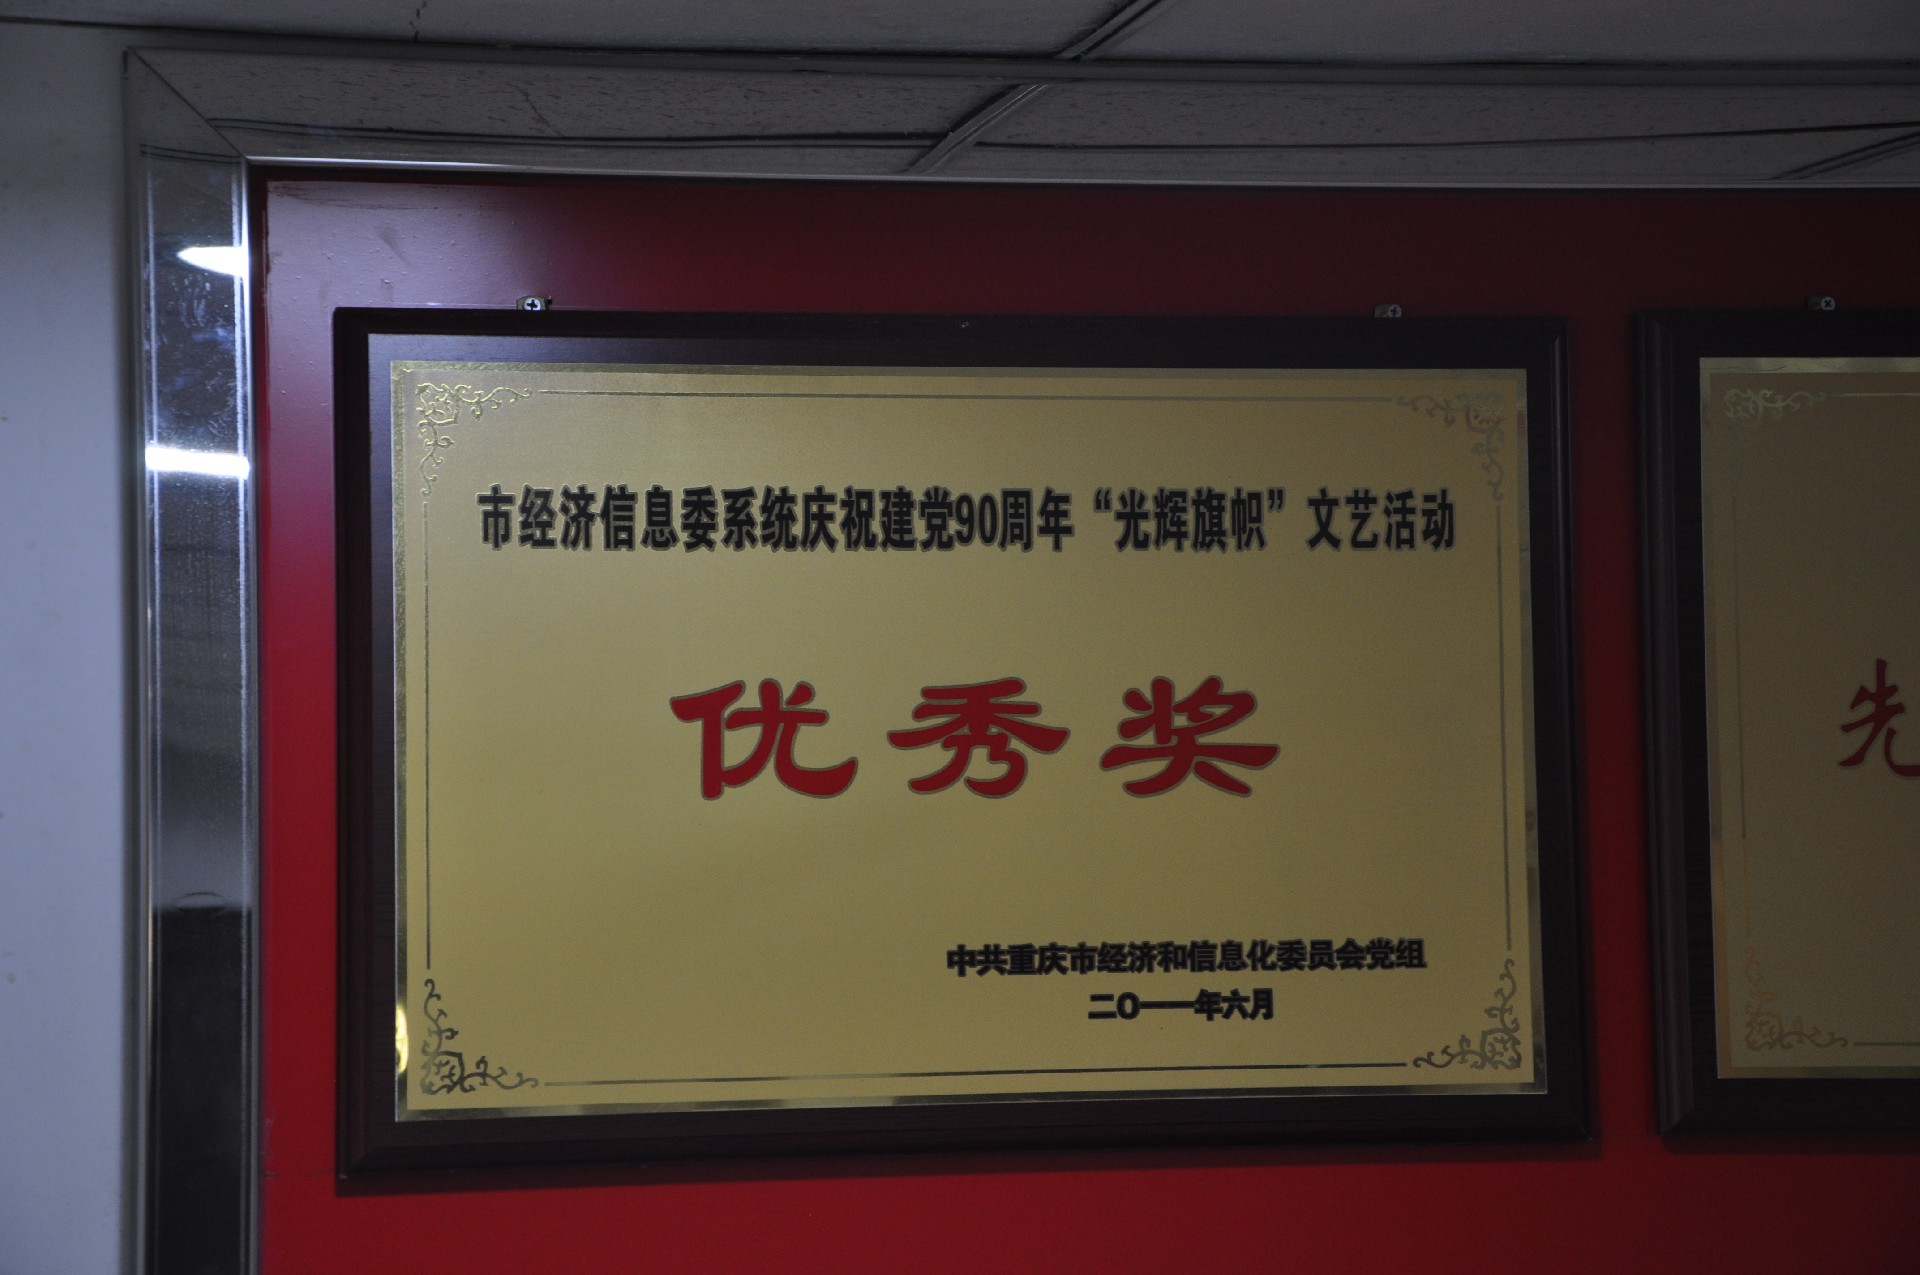 市经济信息委系统庆祝建党90周年“光辉旗帜”文艺活动
优秀奖
中共重庆市经济和信息化委员会党组
二〇一一年六月
先